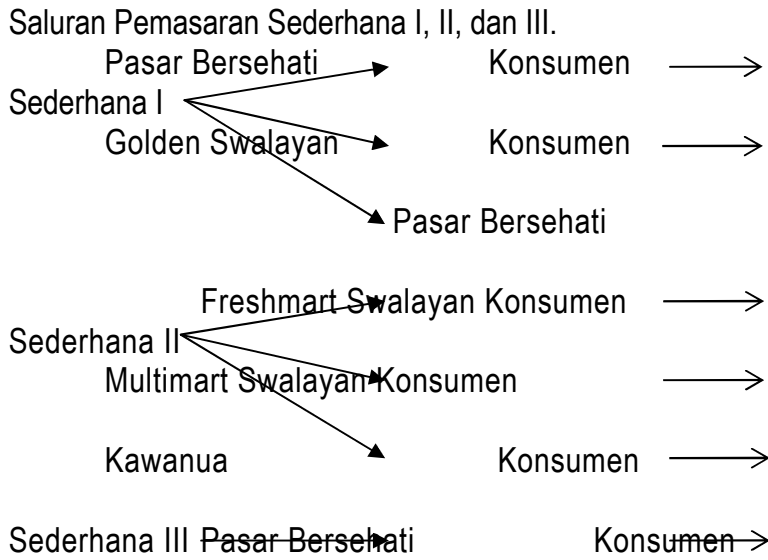 Saluran Pemasaran Sederhana I, II, dan III.
Pasar Bersehati Konsumen
Sederhana I
Golden Swalayan Konsumen
Pasar Bersehati
Freshmart Swalayan Konsumen
Sederhana II
Multimart Swalayan Konsumen
Kawanua Konsumen
Sederhana III Pasar Bersehati Konsumen